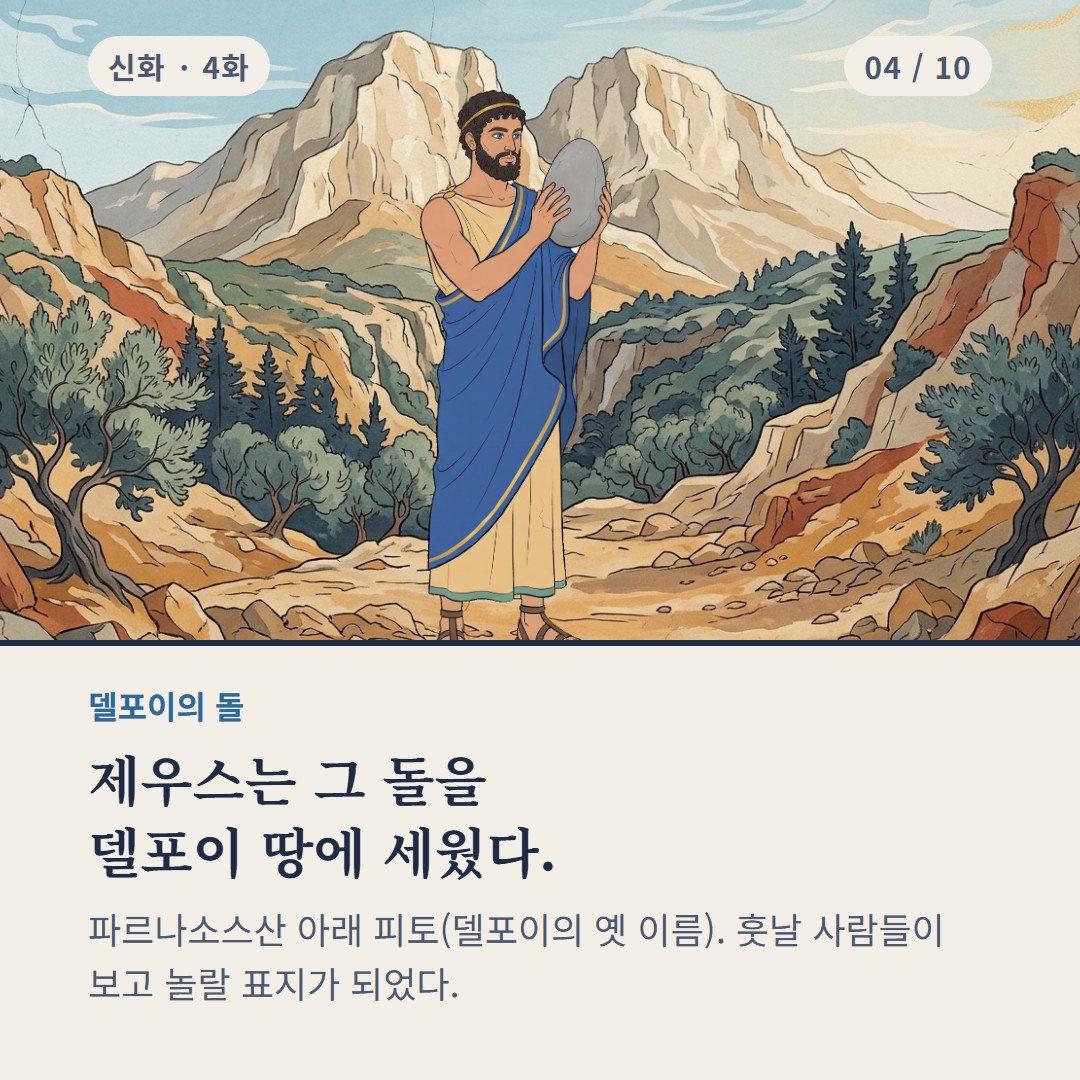 신화 · 4화
04 / 10
델포이의 돌
제우스는 그 돌을
델포이 땅에 세웠다.
파르나소스산 아래 피토(델포이의 옛 이름). 훗날 사람들이
보고 놀랄 표지가 되었다.